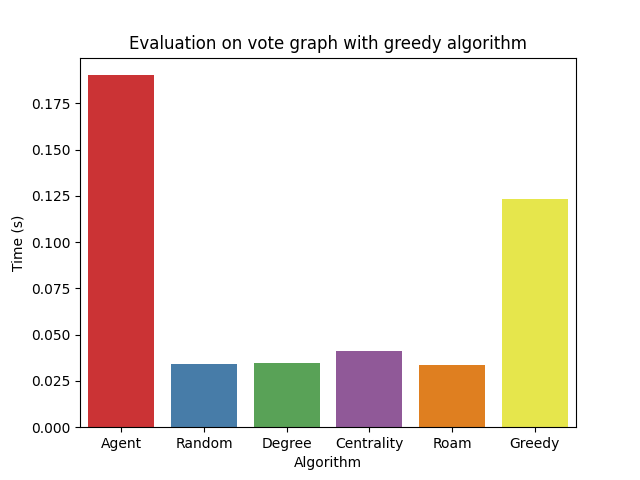 Evaluation on vote graph with greedy algorithm
0.175
0.150
0.125
0.100
0.075
0.050
0.025
0.000
Time (s)
Agent Random Degree Centrality Roam Greedy
Algorithm